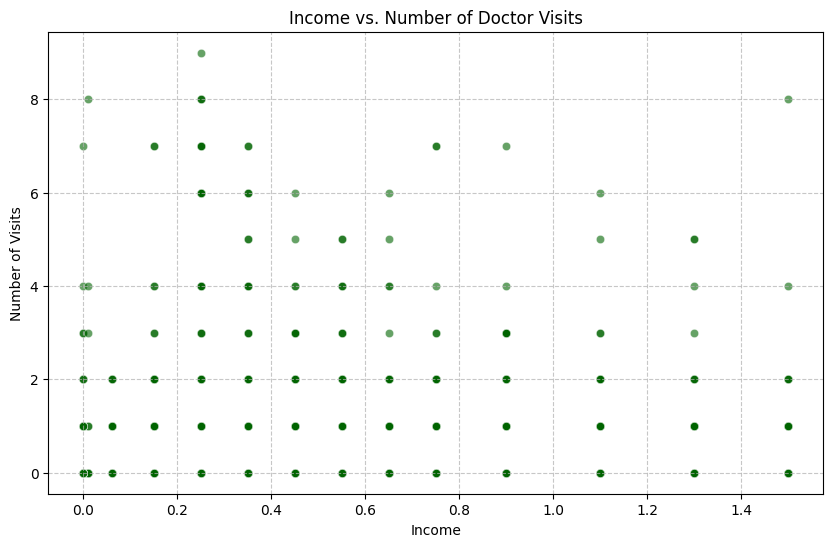 Income vs. Number of Doctor Visits
Number of Visits
8
6
4
2
0
0.0 0.2 0.4 0.6 0.8 1.0 1.2 1.4
Income